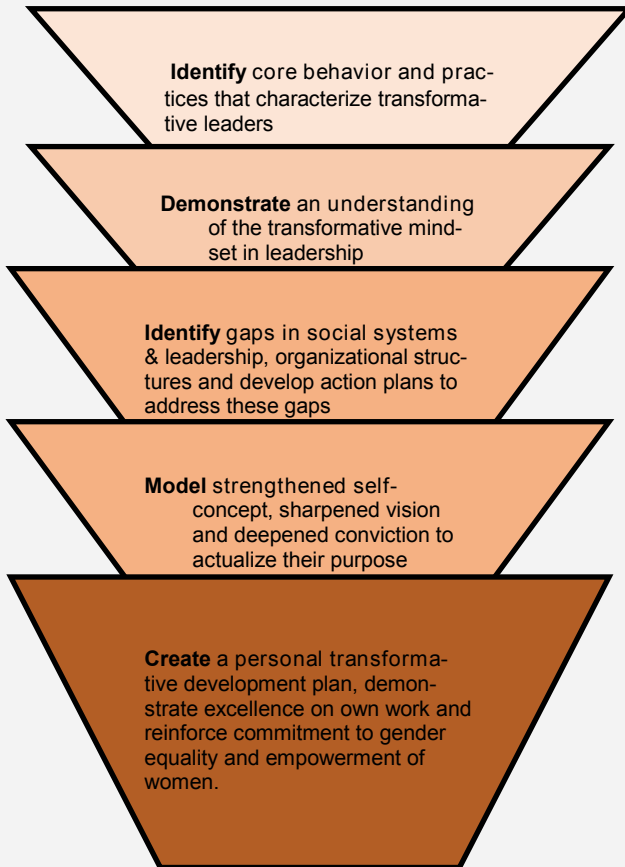 Identify core behavior and prac-
tices that characterize transforma-
tive leaders
Demonstrate an understanding
of the transformative mind-
set in leadership
Identify gaps in social systems
& leadership, organizational struc-
tures and develop action plans to
address these gaps
Model strengthened self-
concept, sharpened vision
and deepened conviction to
actualize their purpose
Create a personal transforma-
tive development plan, demon-
strate excellence on own work and
reinforce commitment to gender
equality and empowerment of
women.